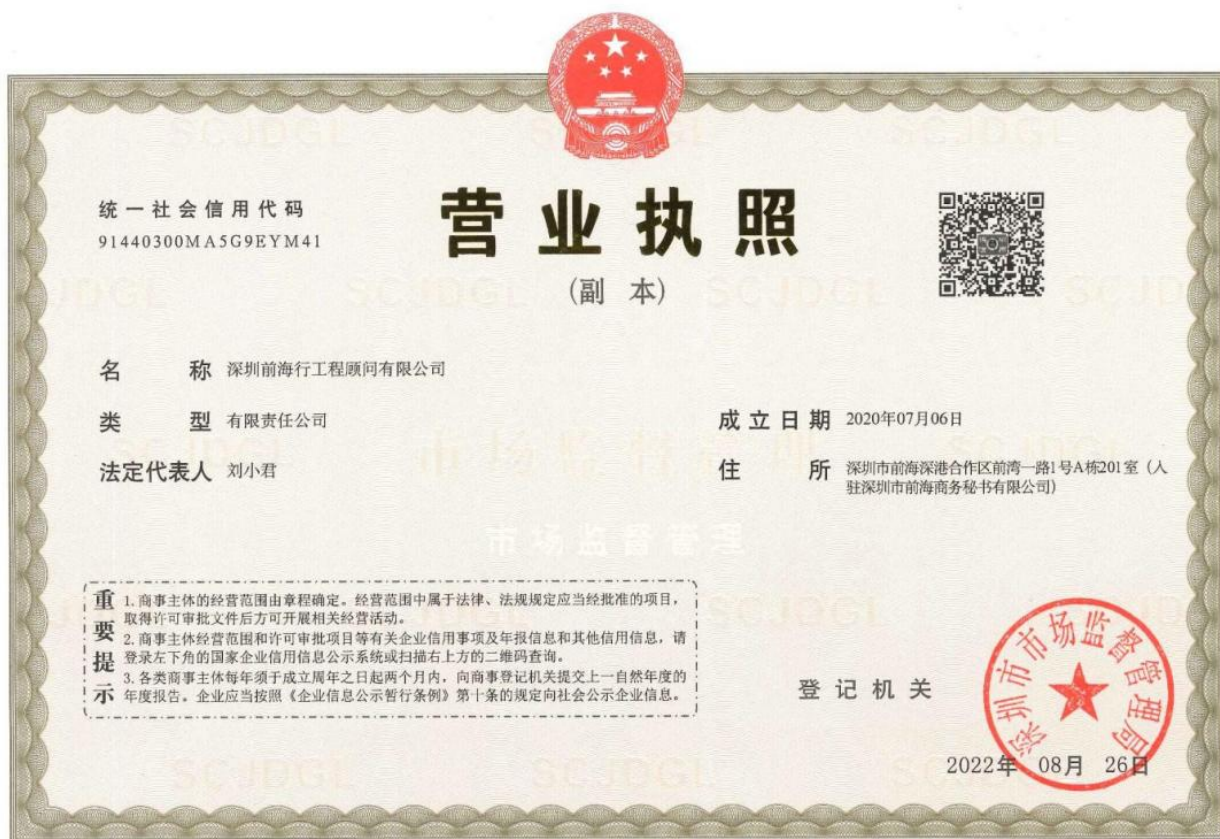 统一社会信用代码
91440300MA5G9EYM41
营业执照
(副 本)
名 称 深圳前海行工程顾问有限公司
类 型 有限责任公司
法定代表人 刘小君
成立日期 2020年07月06日
住 所 深圳市前海深港合作区前湾一路1号A栋201室（入
驻深圳市前海商务秘书有限公司）
市场监督管理
市场监督管理
重要提示
1. 商事主体的经营范围由章程确定。经营范围中属于法律、法规规定应当经批准的项目，
取得许可审批文件后方可开展相关经营活动。
2. 商事主体经营范围和许可审批项目等有关企业信用事项及年报信息和其他信用信息，请
登录左下角的国家企业信用信息公示系统或扫描右上方的二维码查询。
3. 各类商事主体每年须于成立周年之日起两个月内，向商事登记机关提交上一自然年度的
年度报告。企业应当按照《企业信息公示暂行条例》第十条的规定向社会公示企业信息。
登记机关
深圳市市场监督管理局
2022年 08月 26日
SCJDGL